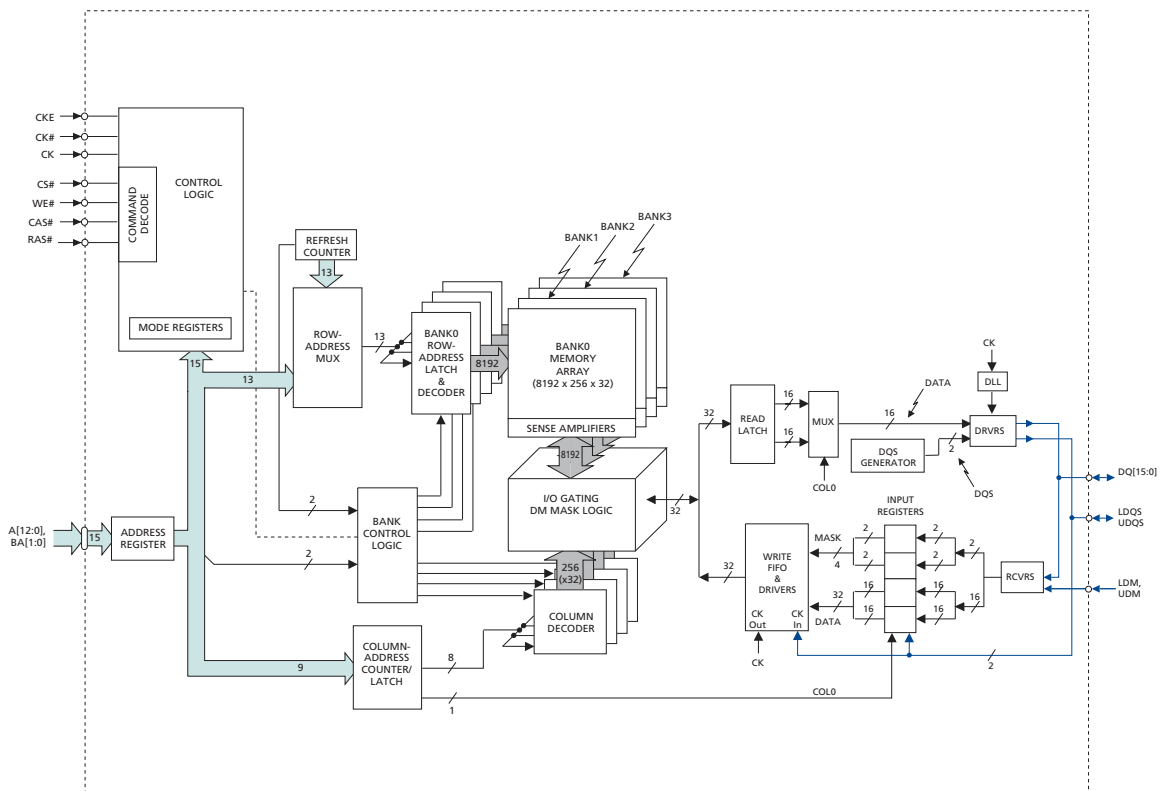 CKE
CK#
CK
CS#
WE#
CAS#
RAS#
COMMAND
DECODE
CONTROL
LOGIC
MODE REGISTERS
REFRESH
COUNTER
13
ROW-
ADDRESS
MUX
13
15
13
BANK0
ROW-
ADDRESS
LATCH
&
DECODER
8192
BANK1
BANK2
BANK3
BANK0
MEMORY
ARRAY
(8192 x 256 x 32)
SENSE AMPLIFIERS
8192
I/O GATING
DM MASK LOGIC
32
256
(x32)
COLUMN
DECODER
2
2
BANK
CONTROL
LOGIC
A[12:0],
BA[1:0]
15
ADDRESS
REGISTER
9
COLUMN-
ADDRESS
COUNTER/
LATCH
8
1
COL0
32
READ
LATCH
16
16
MUX
COL0
16
DATA
DQS
GENERATOR
2
DQS
CK
DLL
DRVRS
DQ[15:0]
LDQS
UDQS
LDM,
UDM
INPUT
REGISTERS
32
WRITE
FIFO
&
DRIVERS
CK
Out
CK
In
CK
MASK
4
32
DATA
2
2
16
16
2
2
16
16
2
16
RCVRS
2